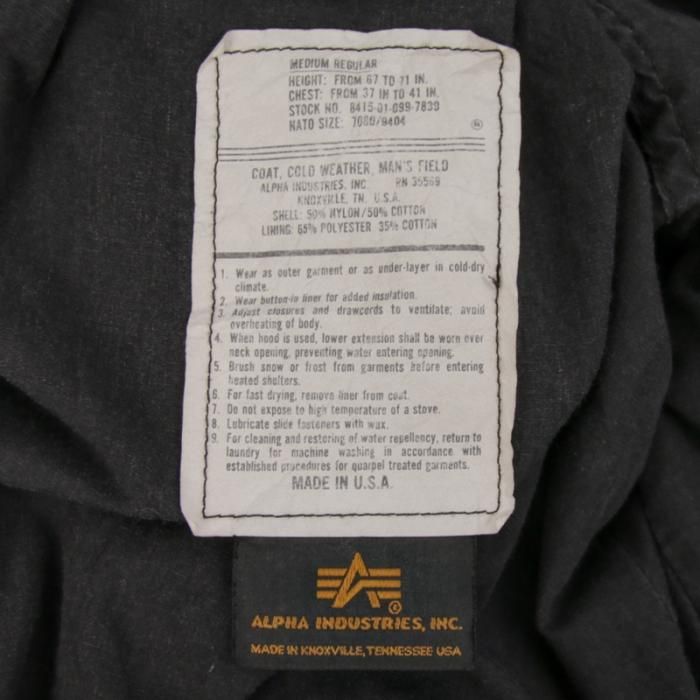 MEDIUM REGULAR
HEIGHT: FROM 67 TO 71 IN.
CHEST: FROM 37 IN TO 41 IN.
STOCK NO. 8415-01-099-7839
NATO SIZE: 7080/9404
COAT, COLD WEATHER, MAN'S FIELD
ALPHA INDUSTRIES, INC. RN 35569
KNOXVILLE, TN. U.S.A.
SHELL: 50% NYLON/50% COTTON
LINING: 65% POLYESTER 35% COTTON
1. Wear as outer garment or as under-layer in cold-dry
climate.
2. Wear button-in liner for added insulation.
3. Adjust closures and drawcords to ventilate; avoid
overheating of body.
4. When hood is used, lower extension shall be worn over
neck opening, preventing water entering opening.
5. Brush snow or frost from garments before entering
heated shelters.
6. For fast drying, remove liner from coat.
7. Do not expose to high temperature of a stove.
8. Lubricate slide fasteners with wax.
9. For cleaning and restoring of water repellency, return to
laundry for machine washing in accordance with
established procedures for quarpel treated garments.
MADE IN U.S.A.
ALPHA INDUSTRIES, INC.
MADE IN KNOXVILLE, TENNESSEE USA